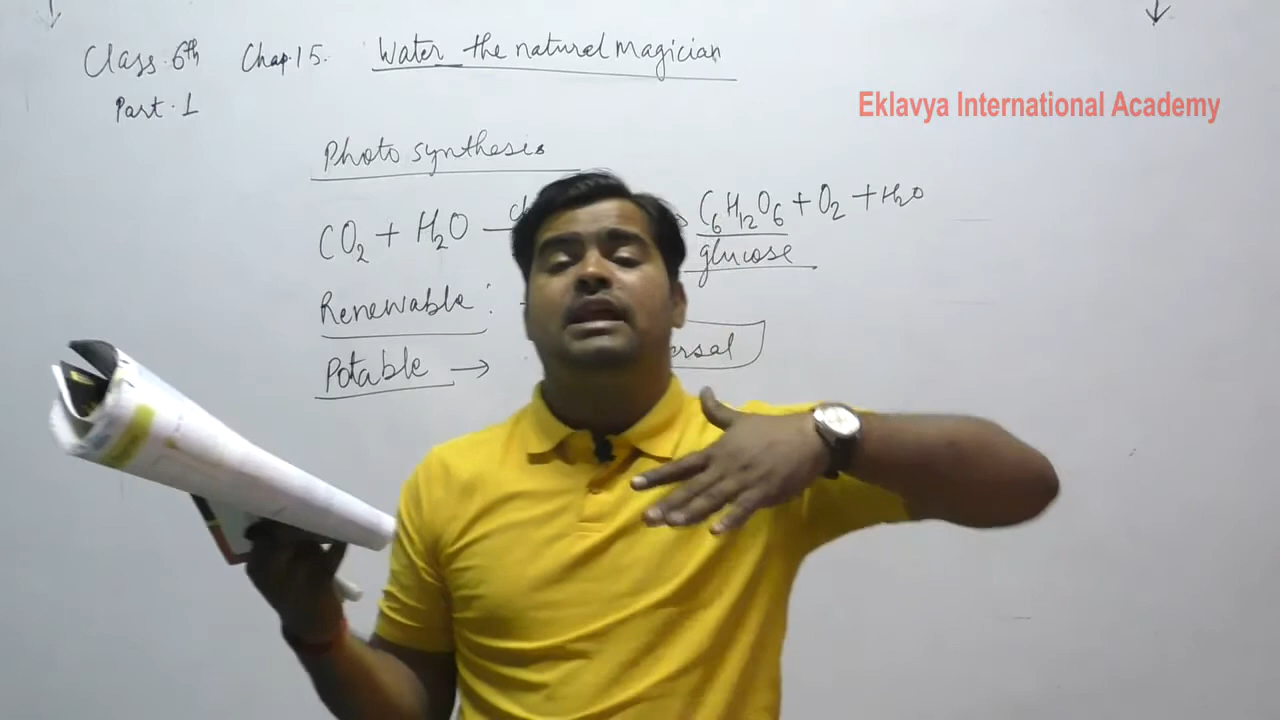 Class 6th Chap 15. Water the natural magician
Part. 1
Eklavya International Academy
Photo synthesis
CO2 + H2O → C6H12O6 + O2 + H2O
glucose
Renewable:
Potable →